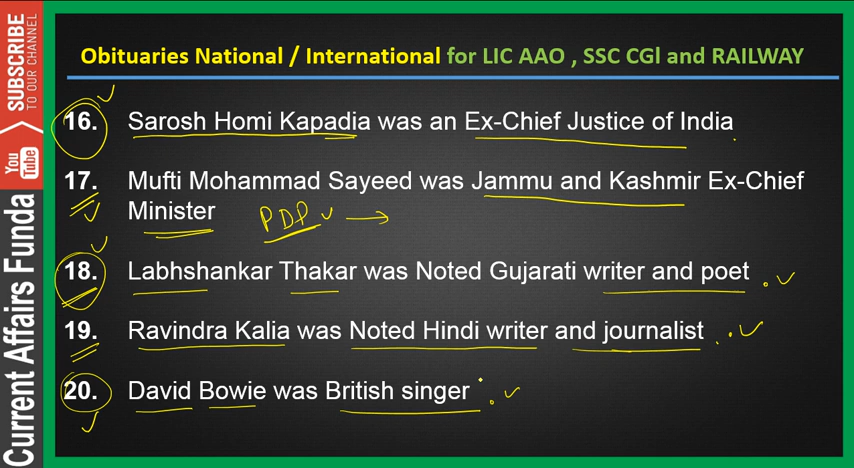 SUBSCRIBE
TO OUR CHANNEL
You Tube
Current Affairs Funda
Obituaries National / International for LIC AAO , SSC CGl and RAILWAY
16. Sarosh Homi Kapadia was an Ex-Chief Justice of India
17. Mufti Mohammad Sayeed was Jammu and Kashmir Ex-Chief
Minister PDP
18. Labhshankar Thakar was Noted Gujarati writer and poet
19. Ravindra Kalia was Noted Hindi writer and journalist
20. David Bowie was British singer